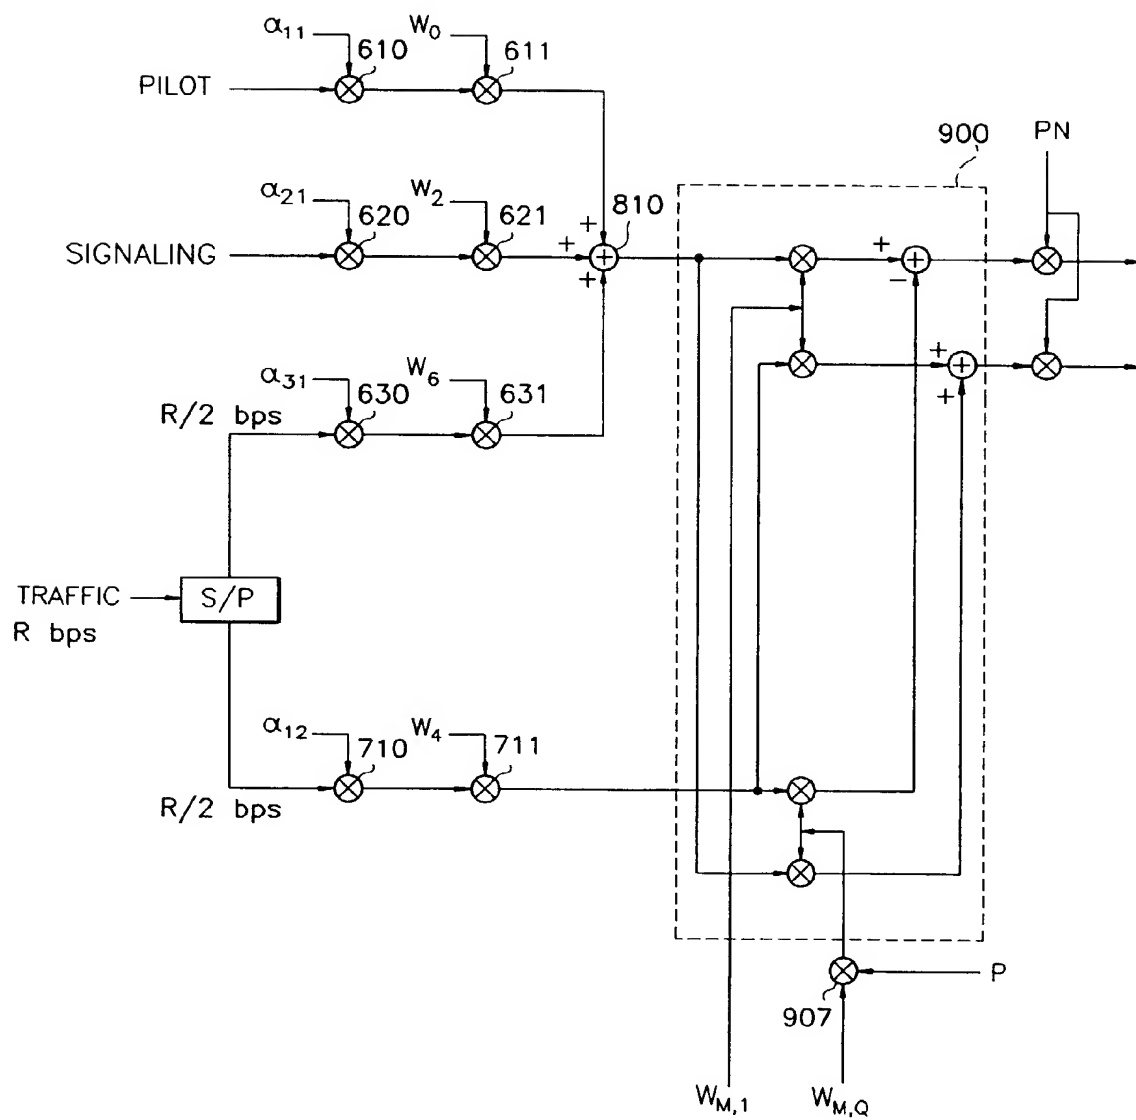 α11 W0
610 611
PILOT
900 PN
α21 W2
620 621 810
SIGNALING + + + + −
α31 W6
R/2 bps 630 631
+ +
TRAFFIC S/P
R bps
α12 W4
710 711
R/2 bps
P
907
WM,1 WM,Q